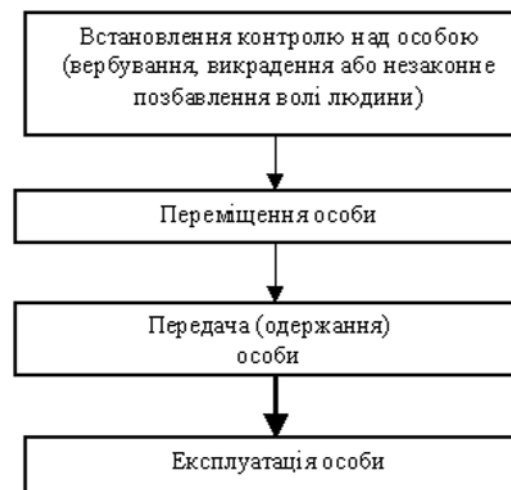 Встановлення контролю над особою
(вербування, викрадення або незаконне
позбавлення волі людини)
Переміщення особи
Передача (одержання)
особи
Експлуатація особи